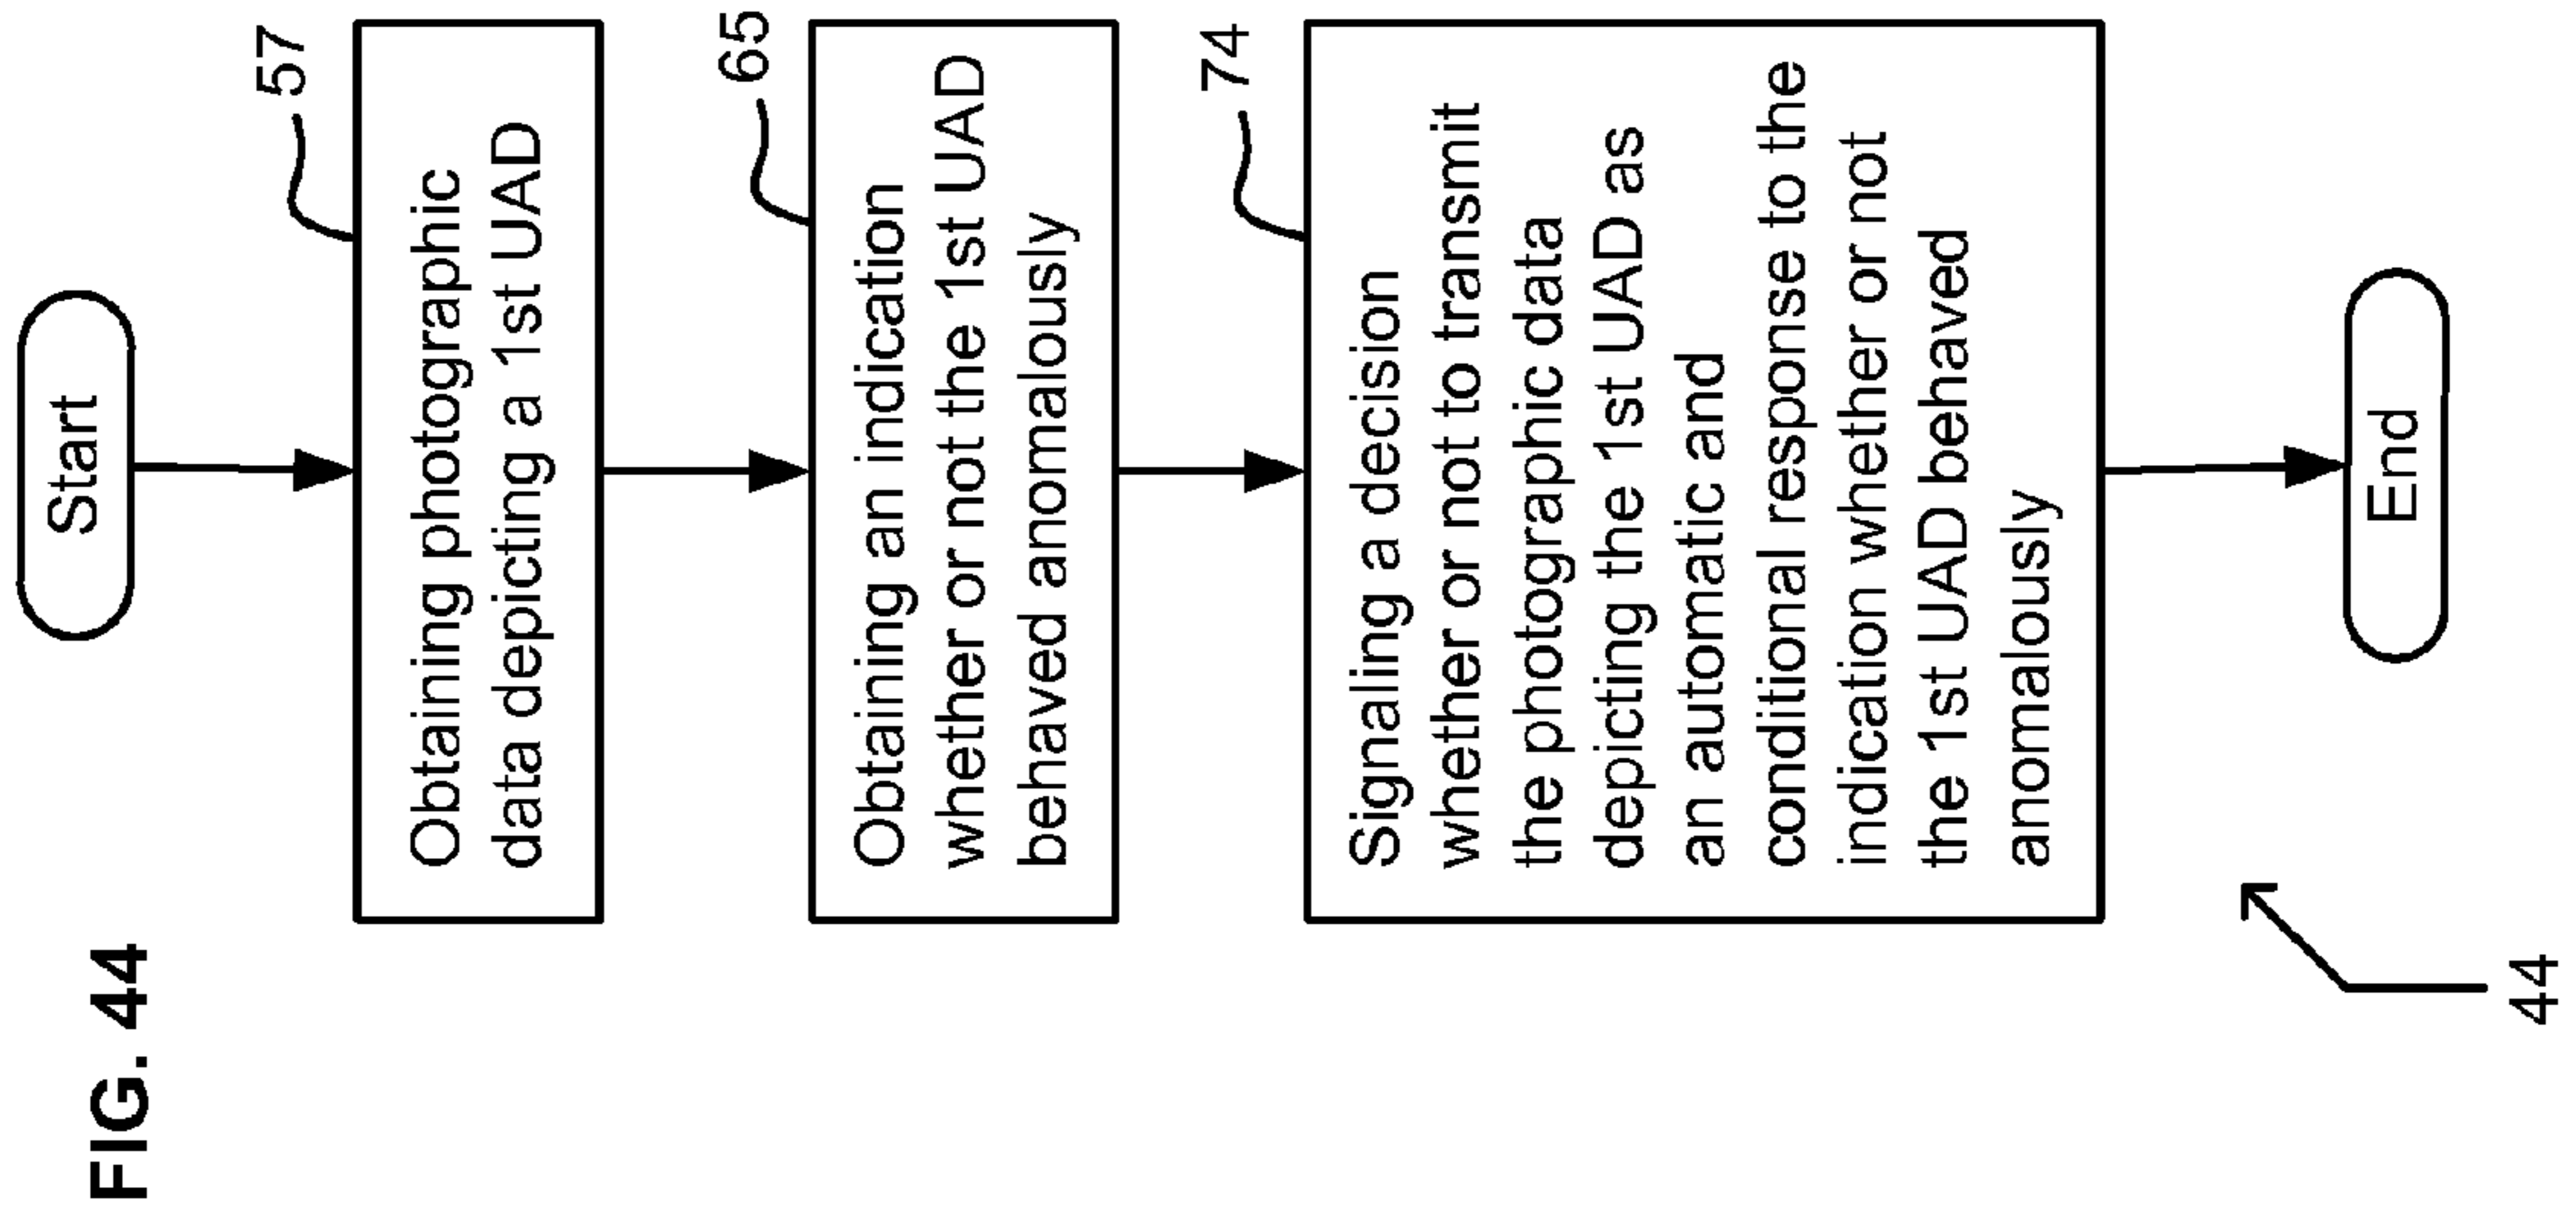 FIG. 44
Start
57
Obtaining photographic
data depicting a 1st UAD
65
Obtaining an indication
whether or not the 1st UAD
behaved anomalously
74
Signaling a decision
whether or not to transmit
the photographic data
depicting the 1st UAD as
an automatic and
conditional response to the
indication whether or not
the 1st UAD behaved
anomalously
End
44